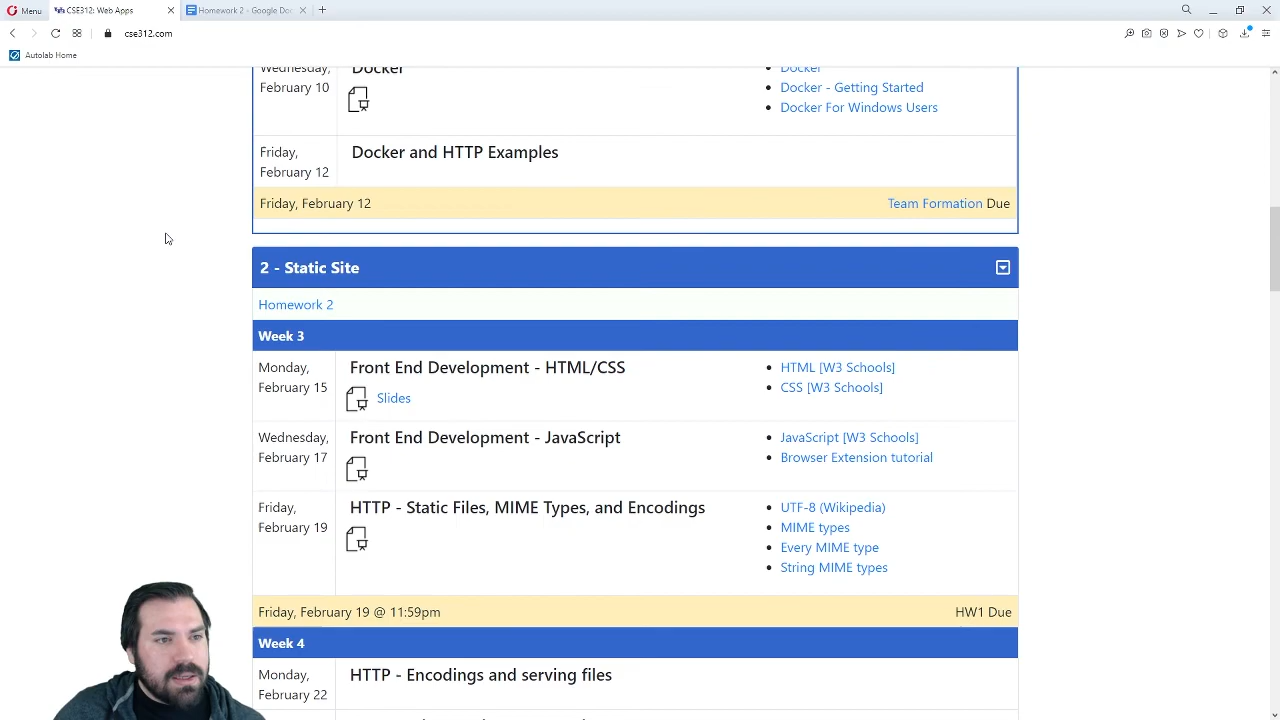 Menu
CSE312: Web Apps
Homework 2 - Google Doc
cse312.com
Autolab Home
Wednesday,
February 10
Docker
Docker
Docker - Getting Started
Docker For Windows Users
Friday,
February 12
Docker and HTTP Examples
Friday, February 12
Team Formation Due
2 - Static Site
Homework 2
Week 3
Monday,
February 15
Front End Development - HTML/CSS
Slides
HTML [W3 Schools]
CSS [W3 Schools]
Wednesday,
February 17
Front End Development - JavaScript
JavaScript [W3 Schools]
Browser Extension tutorial
Friday,
February 19
HTTP - Static Files, MIME Types, and Encodings
UTF-8 (Wikipedia)
MIME types
Every MIME type
String MIME types
Friday, February 19 @ 11:59pm
HW1 Due
Week 4
Monday,
February 22
HTTP - Encodings and serving files